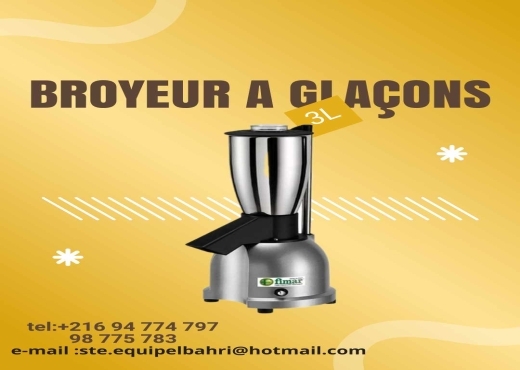 BROYEUR A GLAÇONS
3L
fimar
tel:+216 94 774 797
98 775 783
e-mail :ste.equipelbahri@hotmail.com